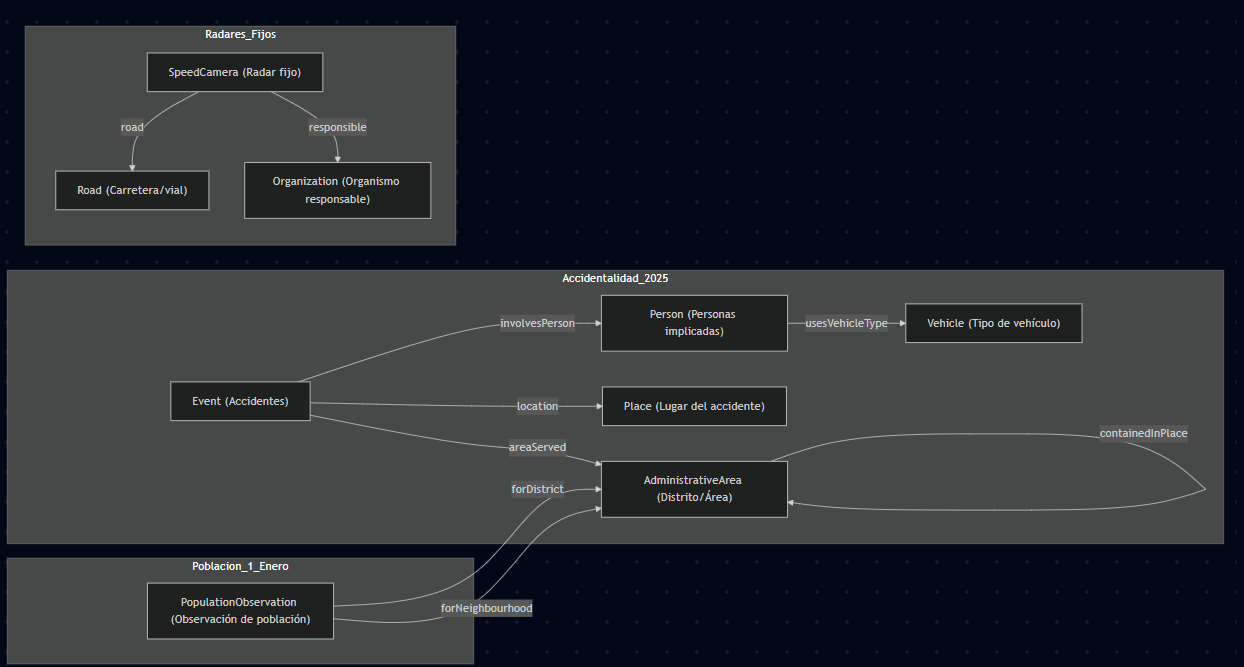 Radares_Fijos
SpeedCamera (Radar fijo)
road
responsible
Road (Carretera/vial)
Organization (Organismo
responsable)
Accidentalidad_2025
involvesPerson
Person (Personas
implicadas)
usesVehicleType
Vehicle (Tipo de vehículo)
Event (Accidentes)
location
Place (Lugar del accidente)
areaServed
containedInPlace
forDistrict
AdministrativeArea
(Distrito/Área)
Poblacion_1_Enero
PopulationObservation
(Observación de población)
forNeighbourhood